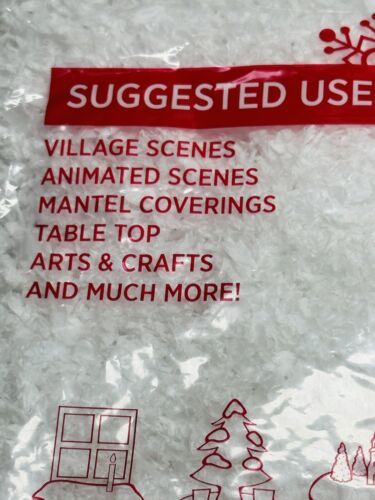 SUGGESTED USE
VILLAGE SCENES
ANIMATED SCENES
MANTEL COVERINGS
TABLE TOP
ARTS & CRAFTS
AND MUCH MORE!